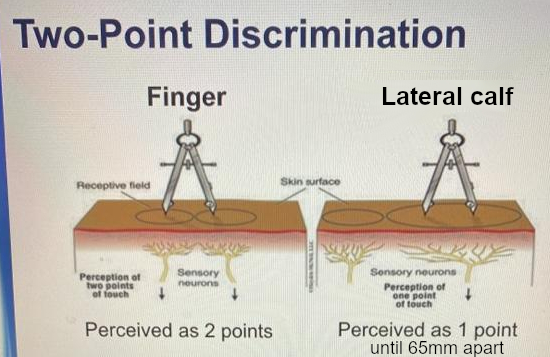 Two-Point Discrimination
Finger
Lateral calf
Receptive field
Skin surface
Perception of
two points
of touch
Sensory
neurons
Sensory neurons
Perception of
one point
of touch
Perceived as 2 points
Perceived as 1 point
until 65mm apart